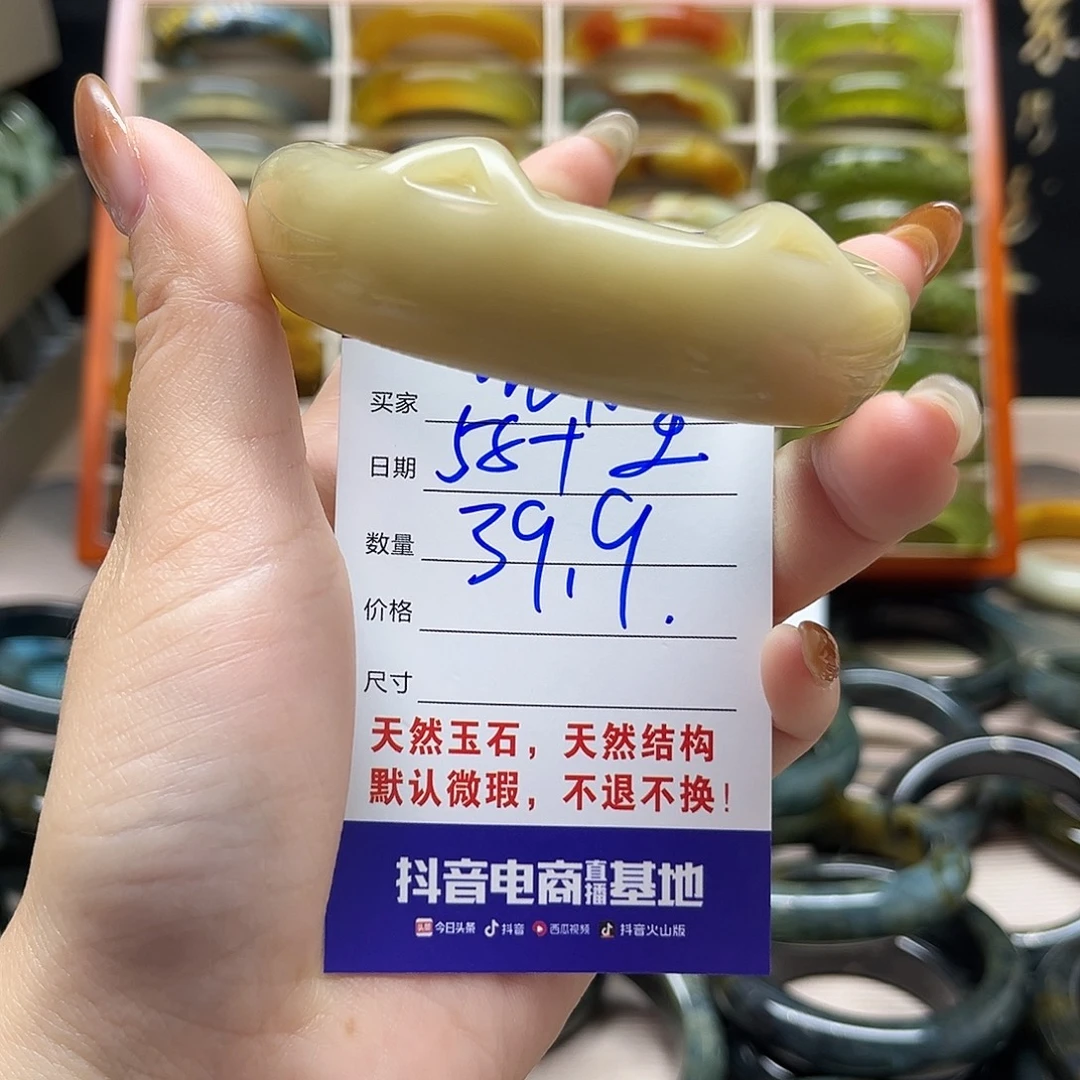 买家
日期 58+
数量 39.9.
价格
尺寸
天然玉石，天然结构
默认微瑕，不退不换！
抖音电商直播基地
头条 今日头条 抖音 西瓜视频 抖音火山版